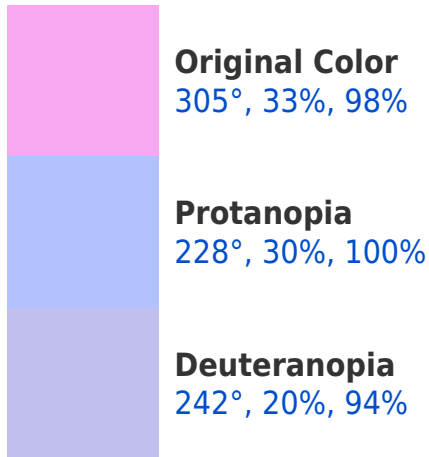 Original Color
305°, 33%, 98%
Protanopia
228°, 30%, 100%
Deuteranopia
242°, 20%, 94%